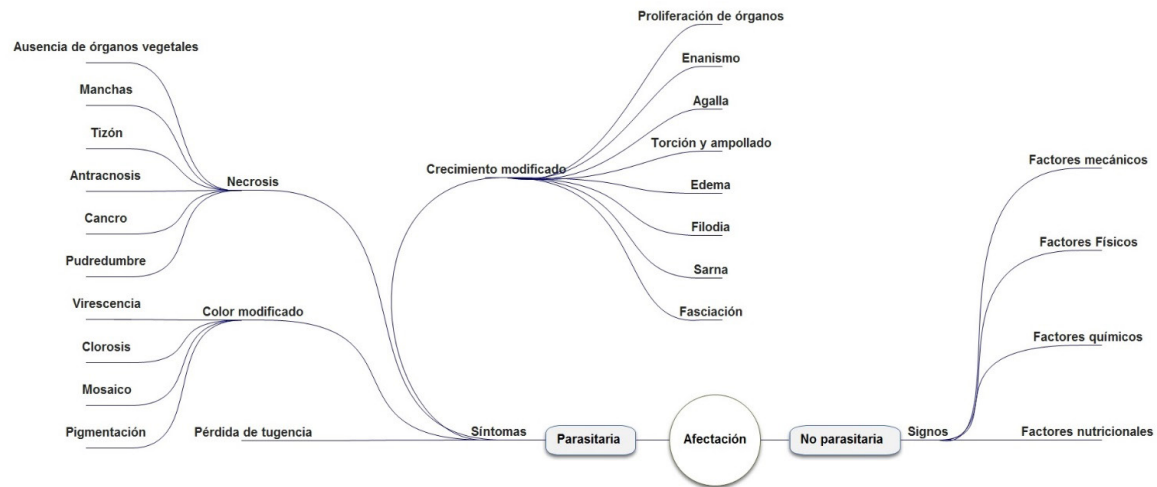 Proliferación de órganos
Enanismo
Agalla
Torción y ampollado
Edema
Filodia
Sarna
Fasciación
Crecimiento modificado
Ausencia de órganos vegetales
Manchas
Tizón
Antracnosis
Cancro
Pudredumbre
Necrosis
Virescencia
Clorosis
Mosaico
Pigmentación
Color modificado
Pérdida de tugencia
Síntomas
Parasitaria
Afectación
No parasitaria
Signos
Factores mecánicos
Factores Físicos
Factores químicos
Factores nutricionales